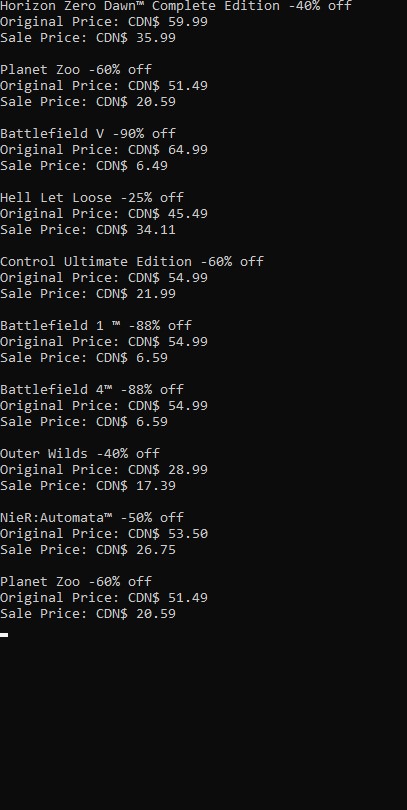 Horizon Zero Dawn™ Complete Edition -40% off
Original Price: CDN$ 59.99
Sale Price: CDN$ 35.99
Planet Zoo -60% off
Original Price: CDN$ 51.49
Sale Price: CDN$ 20.59
Battlefield V -90% off
Original Price: CDN$ 64.99
Sale Price: CDN$ 6.49
Hell Let Loose -25% off
Original Price: CDN$ 45.49
Sale Price: CDN$ 34.11
Control Ultimate Edition -60% off
Original Price: CDN$ 54.99
Sale Price: CDN$ 21.99
Battlefield 1 ™ -88% off
Original Price: CDN$ 54.99
Sale Price: CDN$ 6.59
Battlefield 4™ -88% off
Original Price: CDN$ 54.99
Sale Price: CDN$ 6.59
Outer Wilds -40% off
Original Price: CDN$ 28.99
Sale Price: CDN$ 17.39
NieR:Automata™ -50% off
Original Price: CDN$ 53.50
Sale Price: CDN$ 26.75
Planet Zoo -60% off
Original Price: CDN$ 51.49
Sale Price: CDN$ 20.59